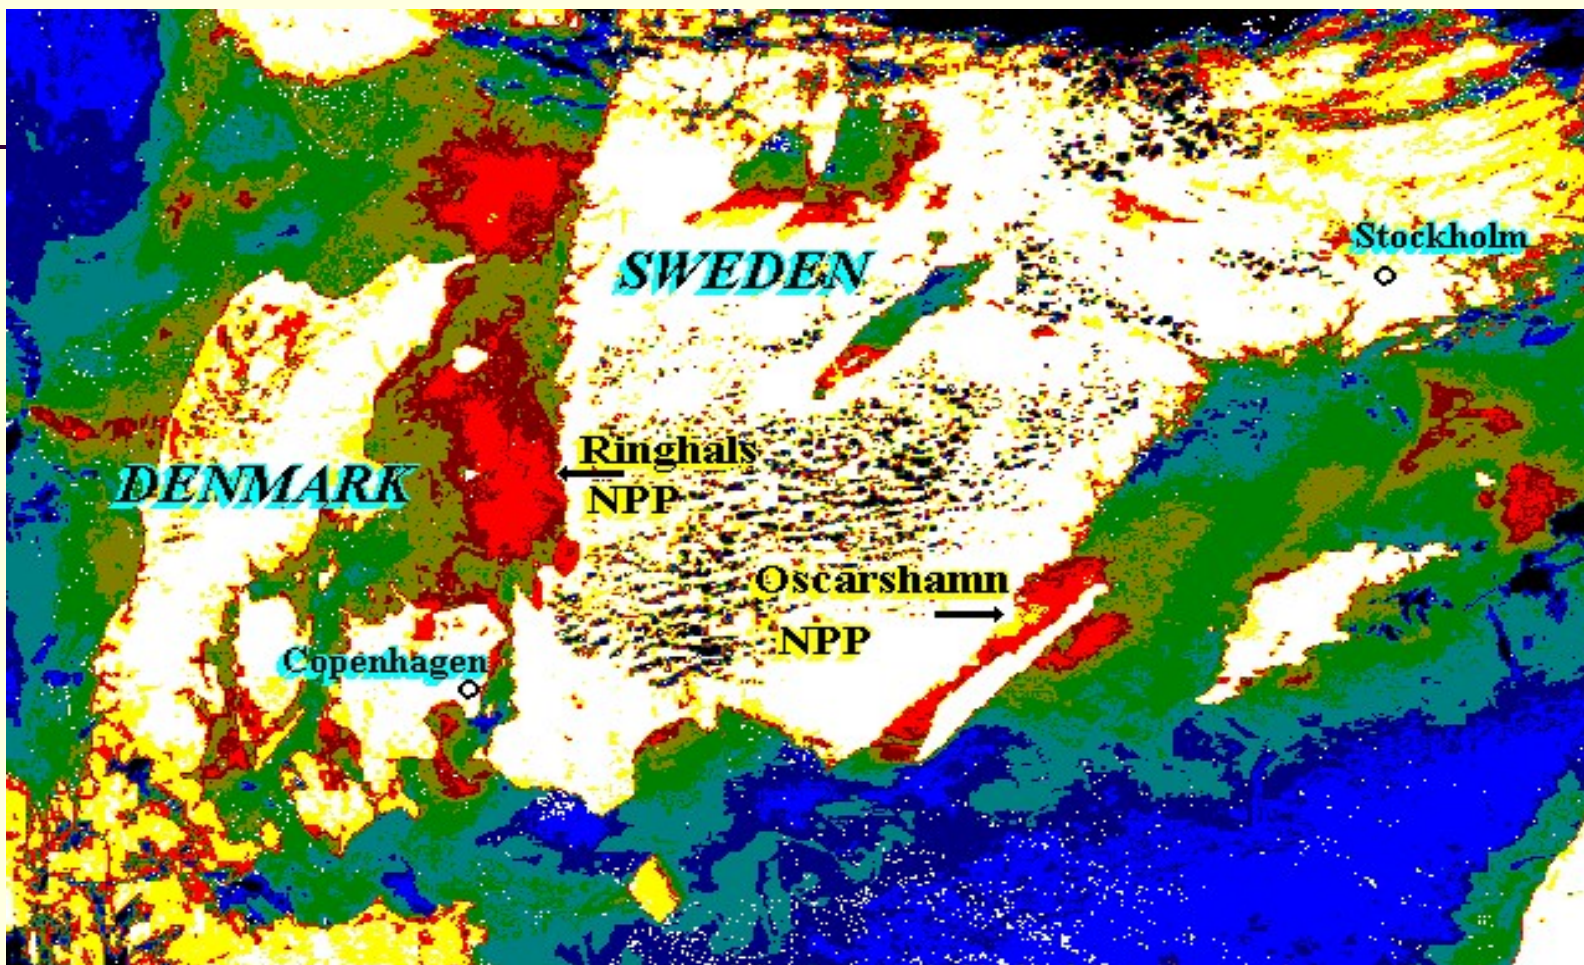 Stockholm
SWEDEN
Ringhals
NPP
DENMARK
Oscarshamn
NPP
Copenhagen